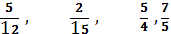 5/12 , 2/15 , 5/4 , 7/5